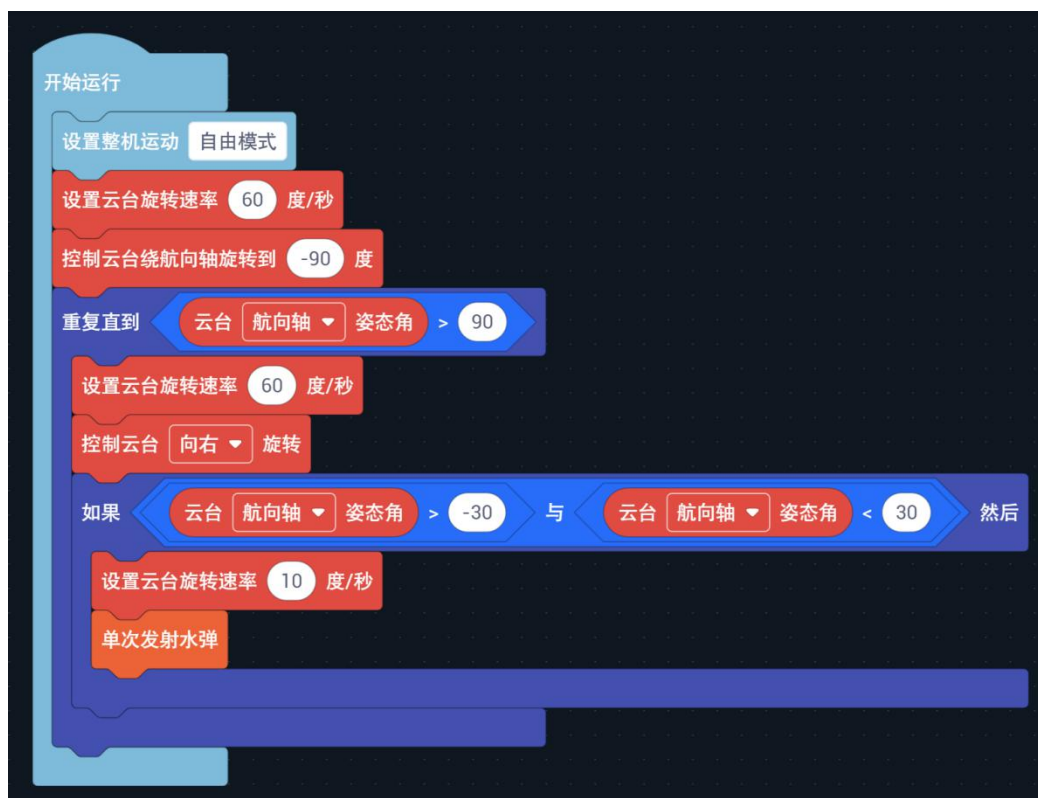 开始运行
设置整机运动 自由模式
设置云台旋转速率 60 度/秒
控制云台绕航向轴旋转到 -90 度
重复直到 云台 航向轴 姿态角 > 90
设置云台旋转速率 60 度/秒
控制云台 向右 旋转
如果 云台 航向轴 姿态角 > -30 与 云台 航向轴 姿态角 < 30 然后
设置云台旋转速率 10 度/秒
单次发射水弹